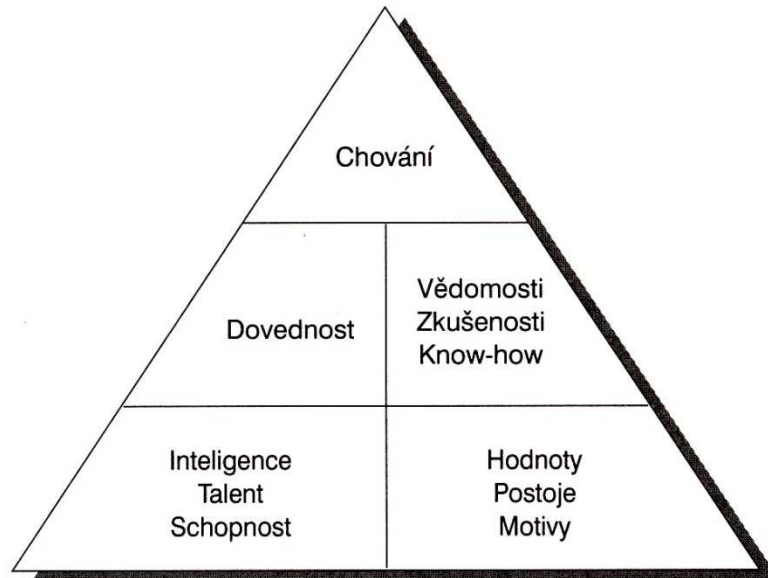 Chování
Dovednost
Vědomosti
Zkušenosti
Know-how
Inteligence
Talent
Schopnost
Hodnoty
Postoje
Motivy